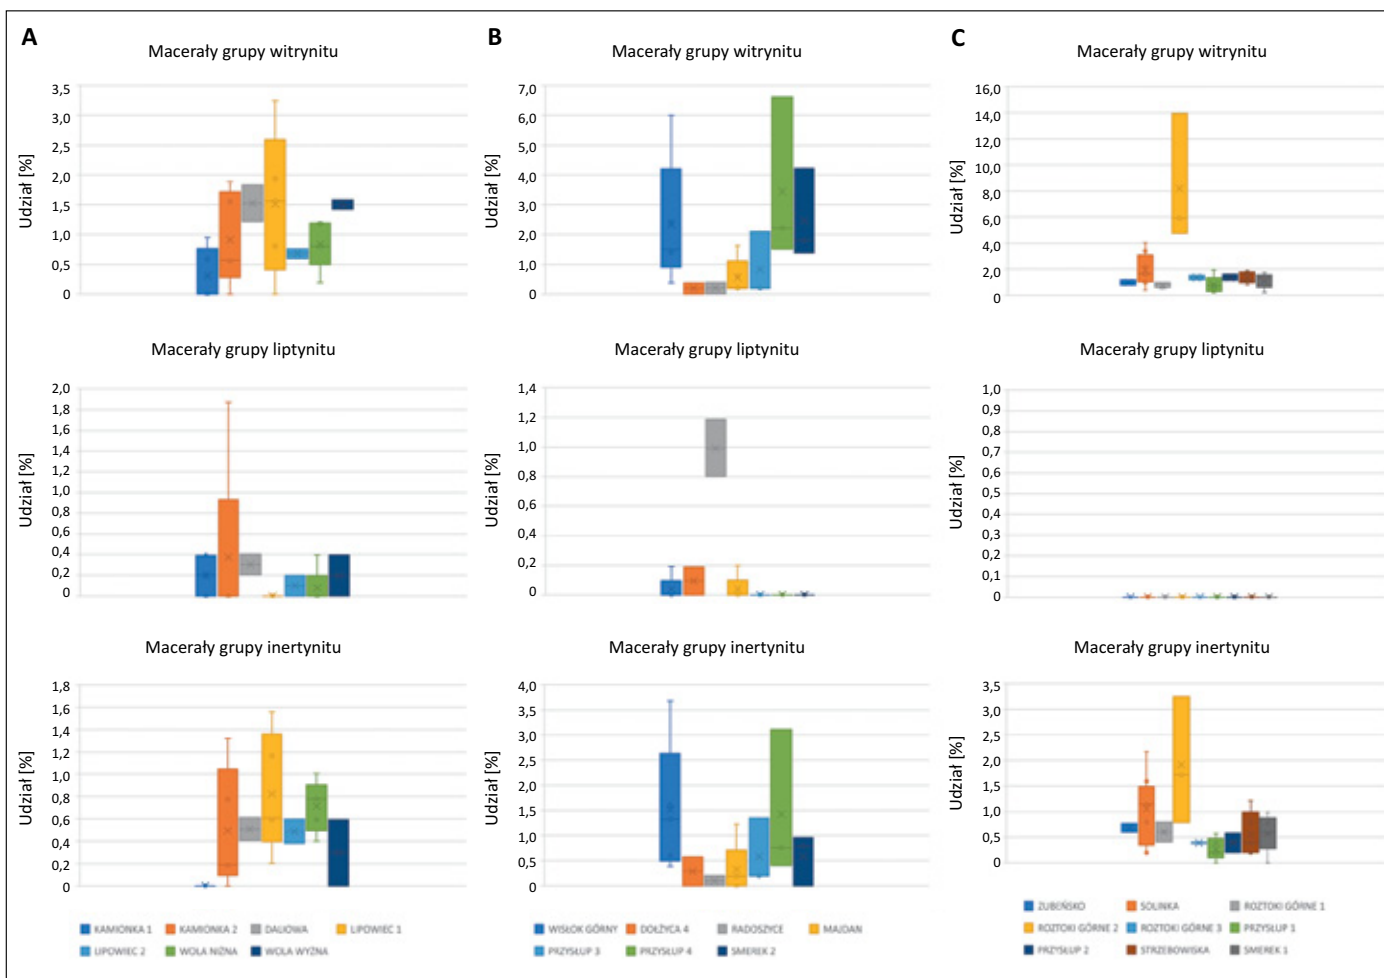 A
Macerały grupy witrynitu
Udział [%]
3,5
3,0
2,5
2,0
1,5
1,0
0,5
0
Macerały grupy liptynitu
Udział [%]
2,0
1,8
1,6
1,4
1,2
1,0
0,8
0,6
0,4
0,2
0
Macerały grupy inertynitu
Udział [%]
1,8
1,6
1,4
1,2
1,0
0,8
0,6
0,4
0,2
0
KAMIONKA 1 KAMIONKA 2 DALIOWA LIPOWIEC 1
LIPOWIEC 2 WOLA NIŻNA WOLA WYŻNA
B
Macerały grupy witrynitu
Udział [%]
7,0
6,0
5,0
4,0
3,0
2,0
1,0
0
Macerały grupy liptynitu
Udział [%]
1,4
1,2
1,0
0,8
0,6
0,4
0,2
0
Macerały grupy inertynitu
Udział [%]
4,0
3,5
3,0
2,5
2,0
1,5
1,0
0,5
0
WISŁOK GÓRNY DOŁŻYCA 4 RADOSZYCE MAJDAN
PRZYSŁUP 3 PRZYSŁUP 4 SMEREK 2
C
Macerały grupy witrynitu
Udział [%]
16,0
14,0
12,0
10,0
8,0
6,0
4,0
2,0
0
Macerały grupy liptynitu
Udział [%]
1,0
0,9
0,8
0,7
0,6
0,5
0,4
0,3
0,2
0,1
0
Macerały grupy inertynitu
Udział [%]
3,5
3,0
2,5
2,0
1,5
1,0
0,5
0
ZUBEŃSKO SOLINKA ROZTOKI GÓRNE 1
ROZTOKI GÓRNE 2 ROZTOKI GÓRNE 3 PRZYSŁUP 1
PRZYSŁUP 2 STRZEBOWISKA SMEREK 1